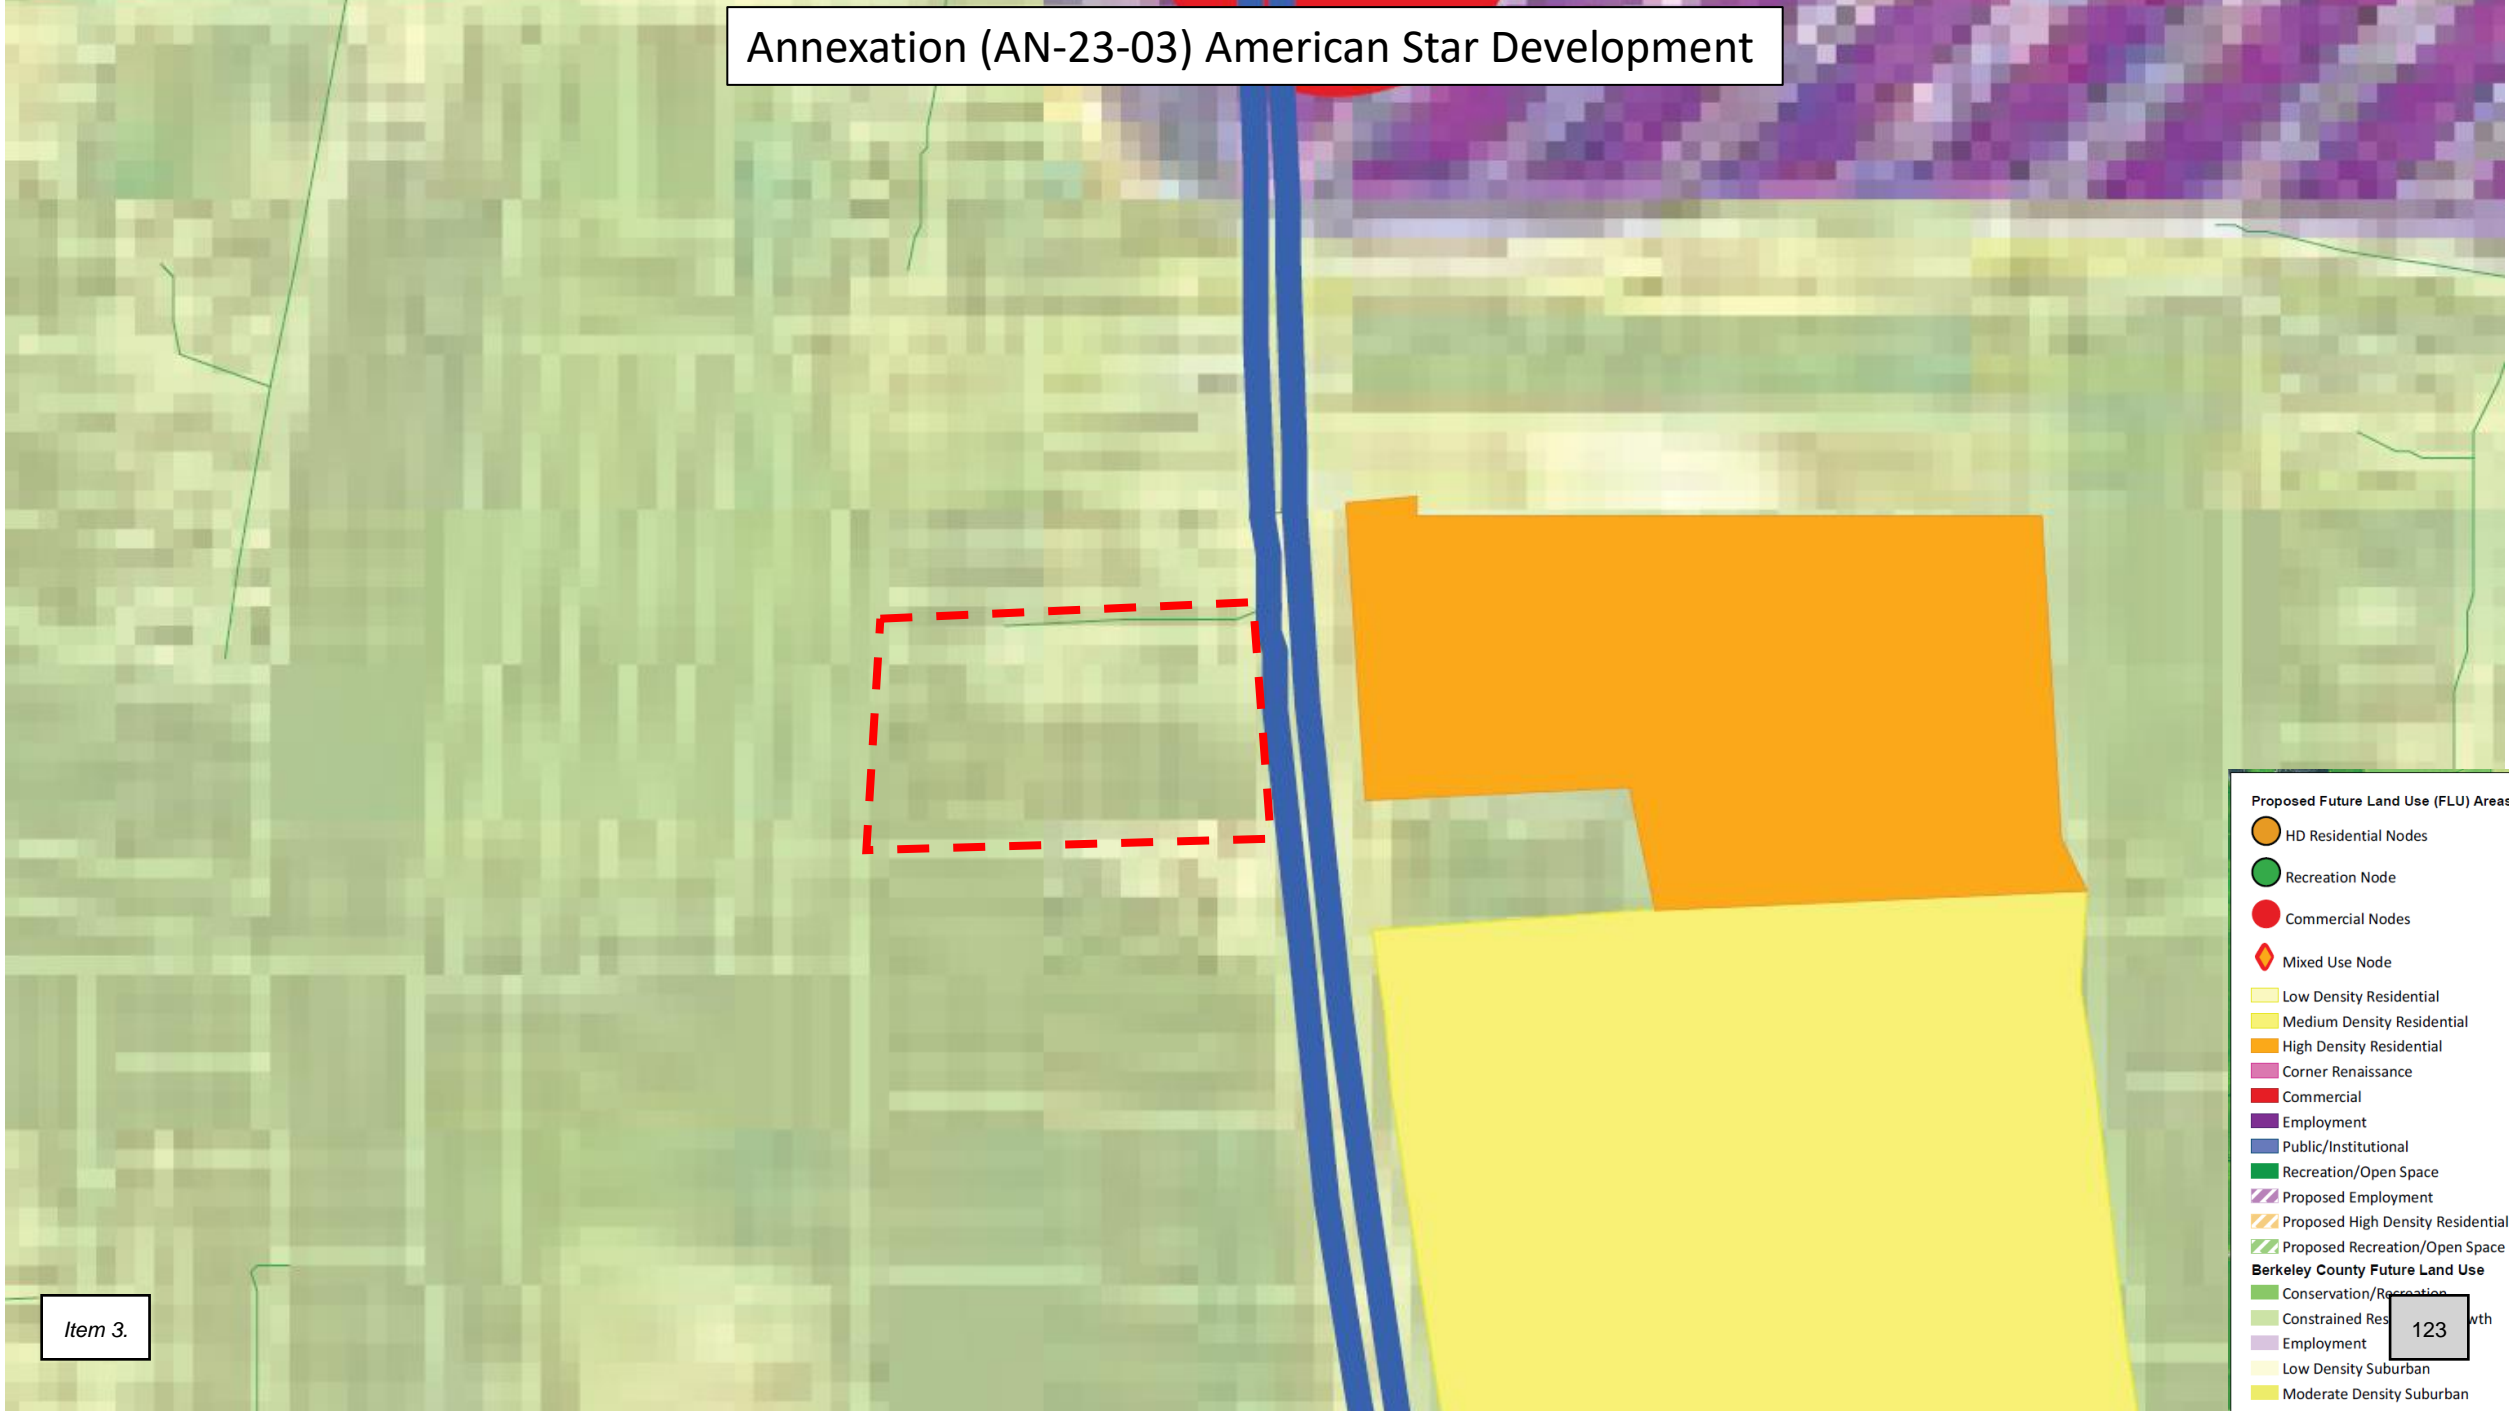 Annexation (AN-23-03) American Star Development
Proposed Future Land Use (FLU) Areas
HD Residential Nodes
Recreation Node
Commercial Nodes
Mixed Use Node
Low Density Residential
Medium Density Residential
High Density Residential
Corner Renaissance
Commercial
Employment
Public/Institutional
Recreation/Open Space
Proposed Employment
Proposed High Density Residential
Proposed Recreation/Open Space
Berkeley County Future Land Use
Conservation/Recreation
Constrained Res wth
Employment
Low Density Suburban
Moderate Density Suburban
Item 3.
123